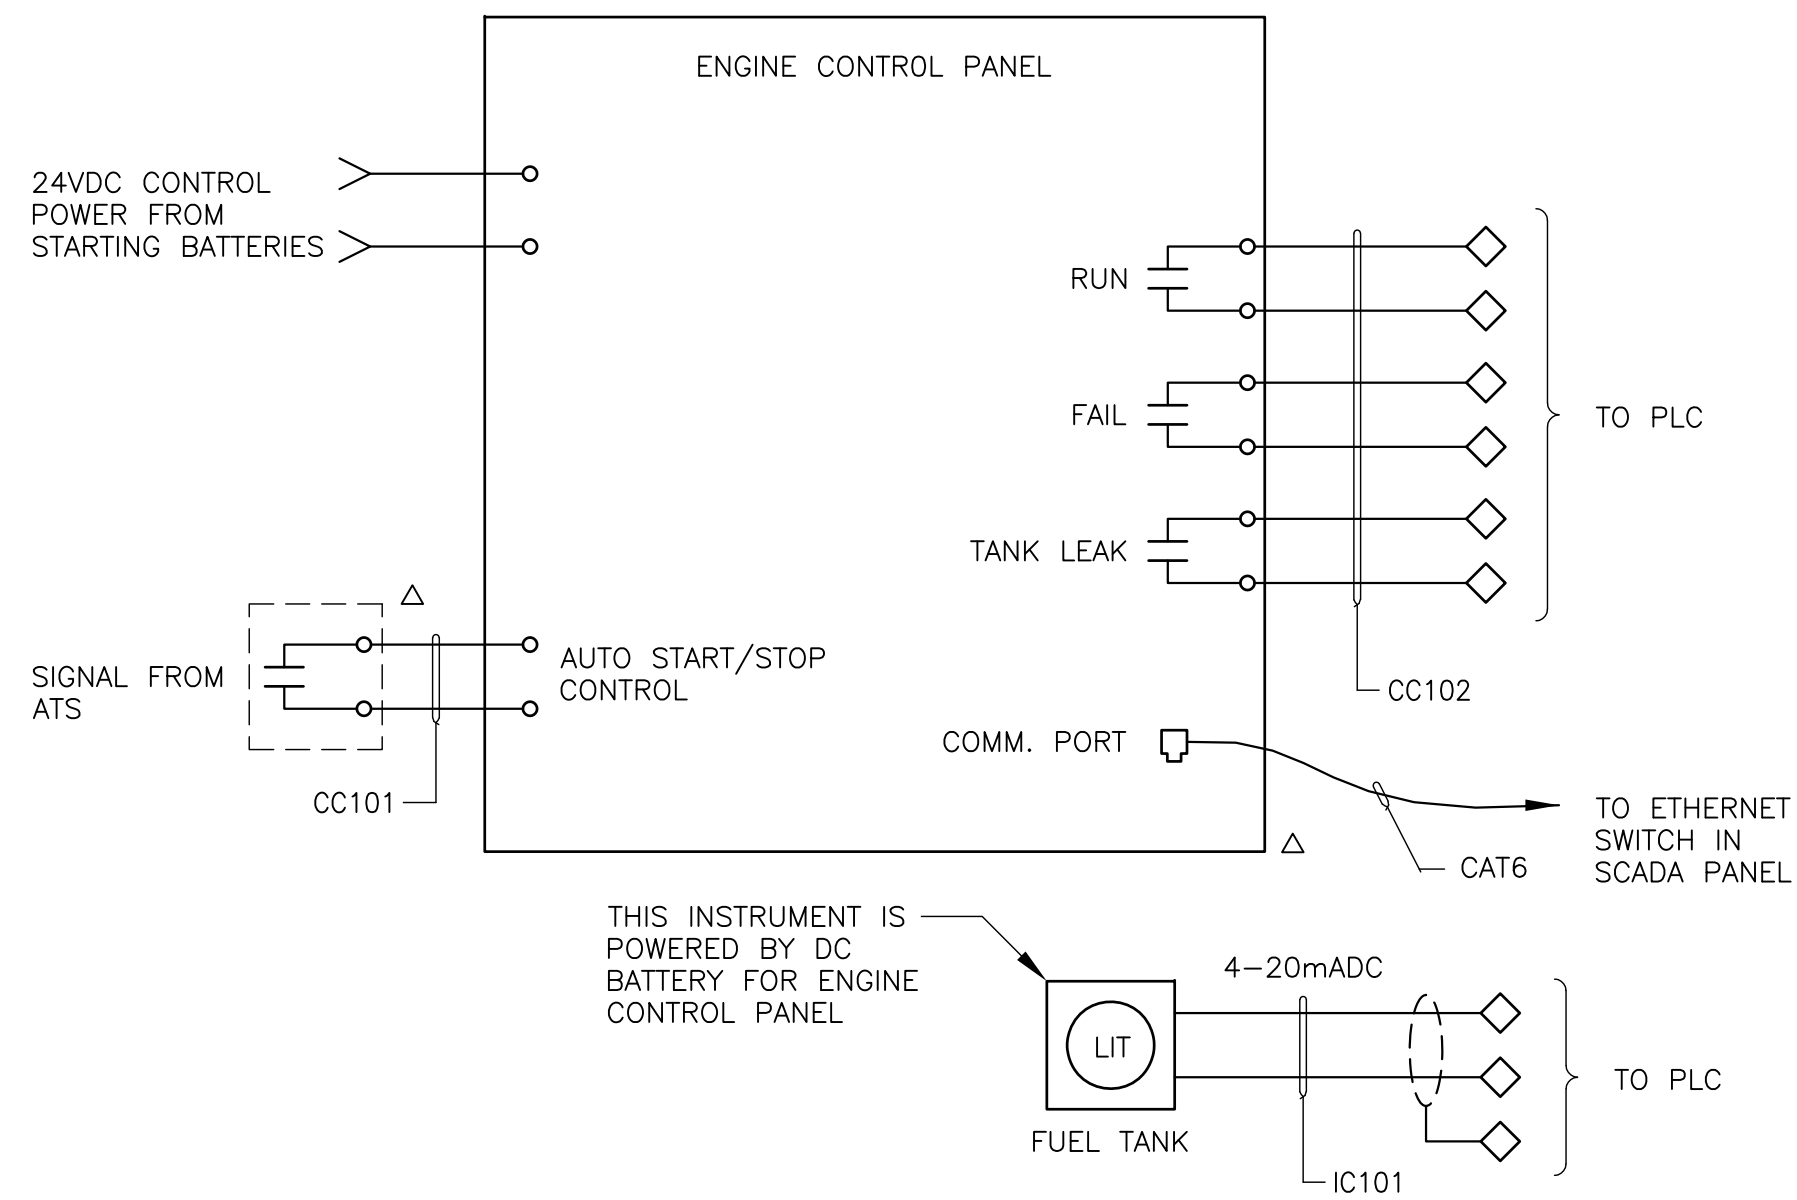 ENGINE CONTROL PANEL
24VDC CONTROL
POWER FROM
STARTING BATTERIES
RUN
FAIL
TO PLC
TANK LEAK
SIGNAL FROM
ATS
AUTO START/STOP
CONTROL
CC102
COMM. PORT
CC101
TO ETHERNET
SWITCH IN
SCADA PANEL
CAT6
THIS INSTRUMENT IS
POWERED BY DC
BATTERY FOR ENGINE
CONTROL PANEL
4-20mADC
LIT
TO PLC
FUEL TANK
IC101